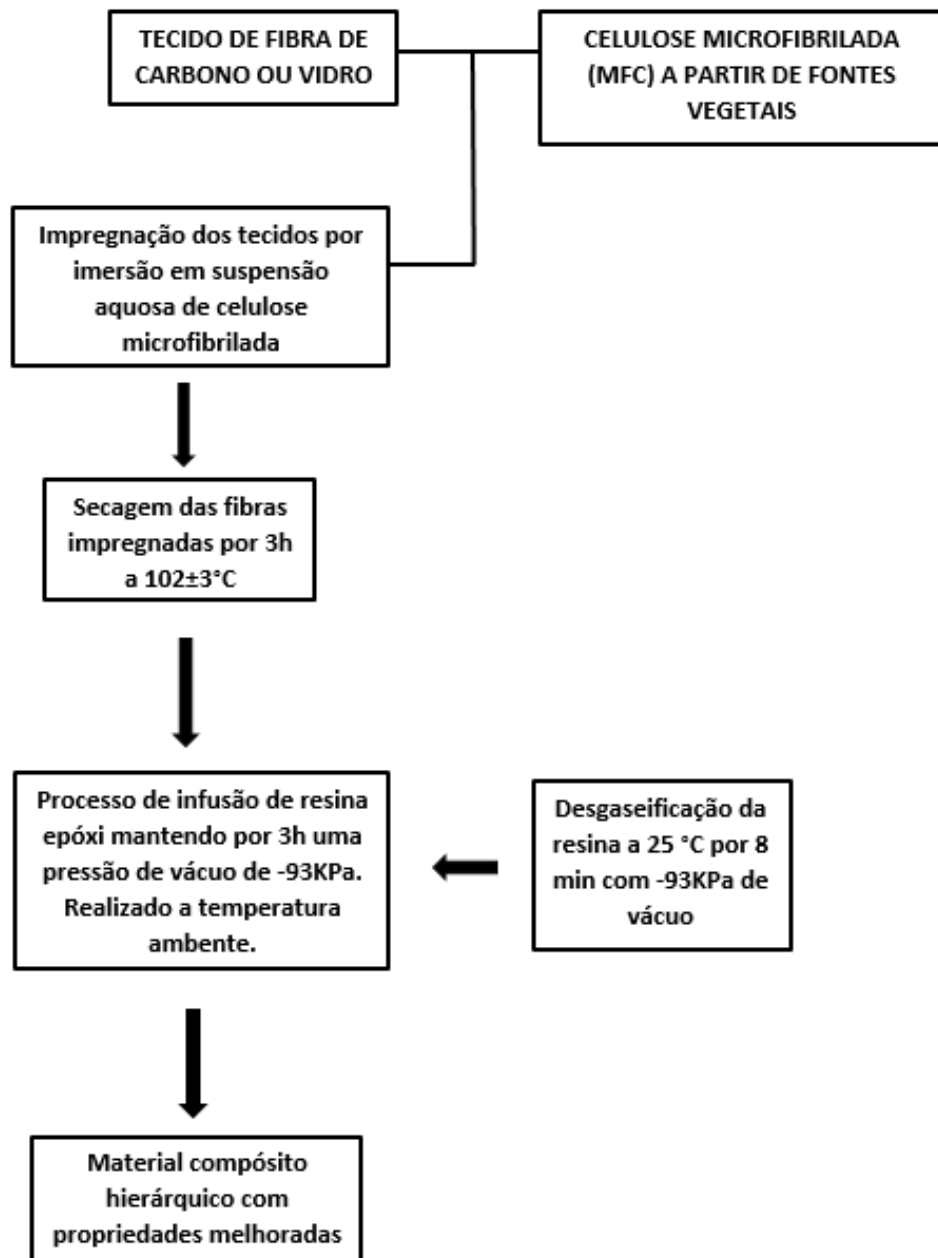 TECIDO DE FIBRA DE
CARBONO OU VIDRO
CELULOSE MICROFIBRILADA
(MFC) A PARTIR DE FONTES
VEGETAIS
Impregnação dos tecidos por
imersão em suspensão
aquosa de celulose
microfibrilada
Secagem das fibras
impregnadas por 3h
a 102±3°C
Processo de infusão de resina
epóxi mantendo por 3h uma
pressão de vácuo de -93KPa.
Realizado a temperatura
ambiente.
Desgaseificação da
resina a 25 °C por 8
min com -93KPa de
vácuo
Material compósito
hierárquico com
propriedades melhoradas